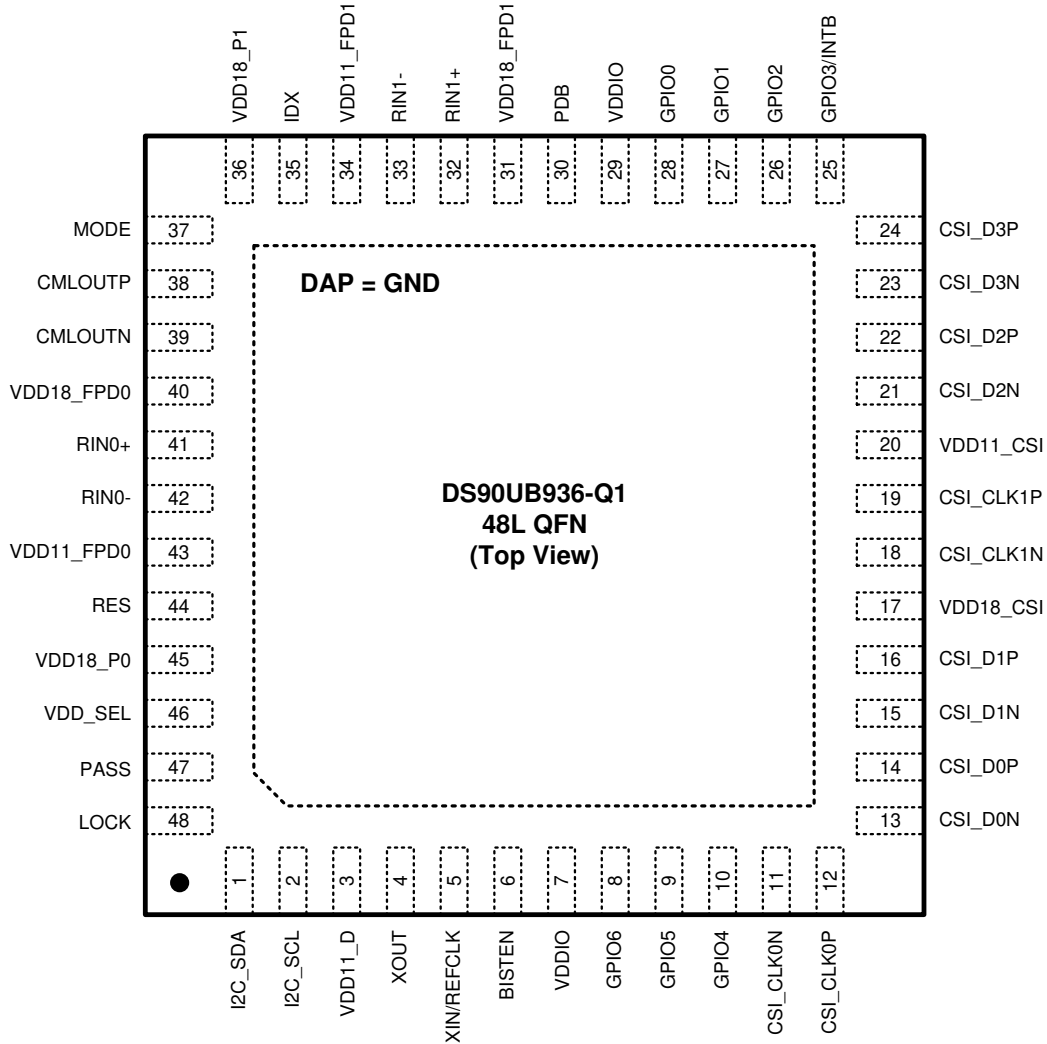 VDD18_P1
IDX
VDD11_FPD1
RIN1-
RIN1+
VDD18_FPD1
PDB
VDDIO
GPIO0
GPIO1
GPIO2
GPIO3/INTB
36
35
34
33
32
31
30
29
28
27
26
25
MODE 37
CMLOUTP 38
CMLOUTN 39
VDD18_FPD0 40
RIN0+ 41
RIN0- 42
VDD11_FPD0 43
RES 44
VDD18_P0 45
VDD_SEL 46
PASS 47
LOCK 48
DAP = GND
DS90UB936-Q1
48L QFN
(Top View)
24 CSI_D3P
23 CSI_D3N
22 CSI_D2P
21 CSI_D2N
20 VDD11_CSI
19 CSI_CLK1P
18 CSI_CLK1N
17 VDD18_CSI
16 CSI_D1P
15 CSI_D1N
14 CSI_D0P
13 CSI_D0N
1
2
3
4
5
6
7
8
9
10
11
12
I2C_SDA
I2C_SCL
VDD11_D
XOUT
XIN/REFCLK
BISTEN
VDDIO
GPIO6
GPIO5
GPIO4
CSI_CLK0N
CSI_CLK0P